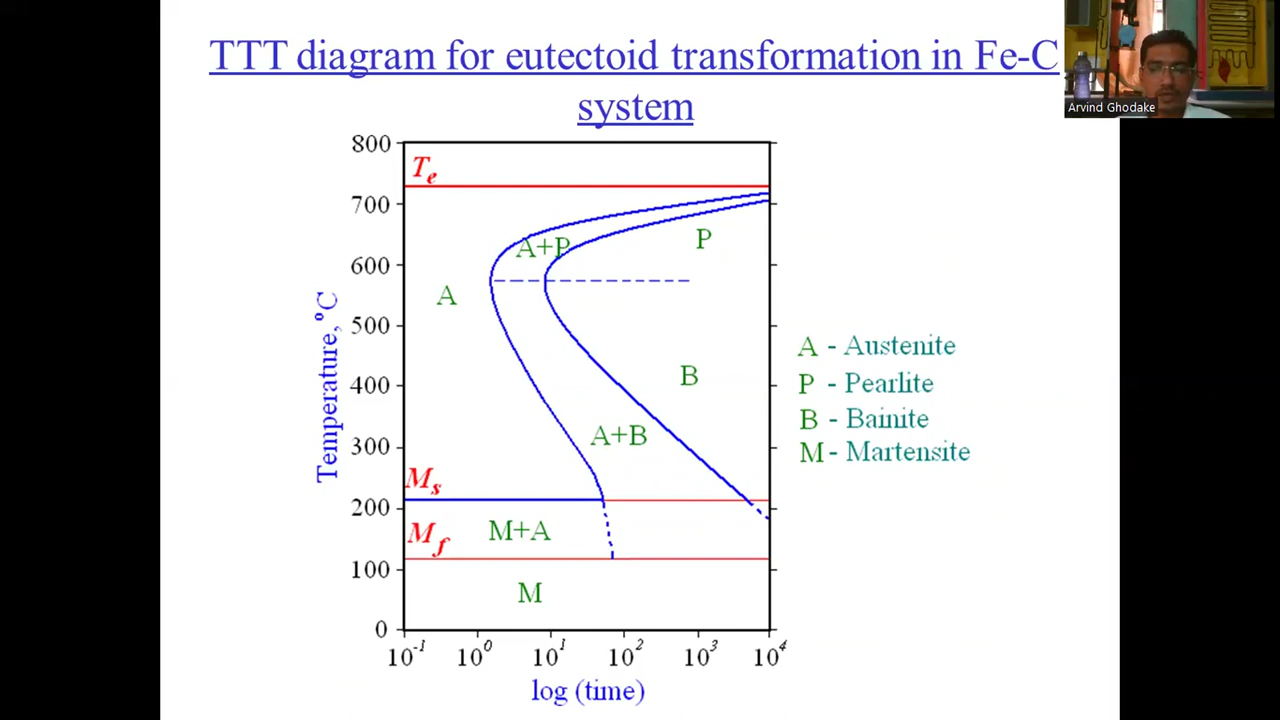 TTT diagram for eutectoid transformation in Fe-C
system
Arvind Ghodake
800
700
600
500
400
300
200
100
0
Temperature, ºC
Te
A+P
P
A
B
A+B
Ms
M+A
Mf
M
A - Austenite
P - Pearlite
B - Bainite
M - Martensite
10⁻¹ 10⁰ 10¹ 10² 10³ 10⁴
log (time)